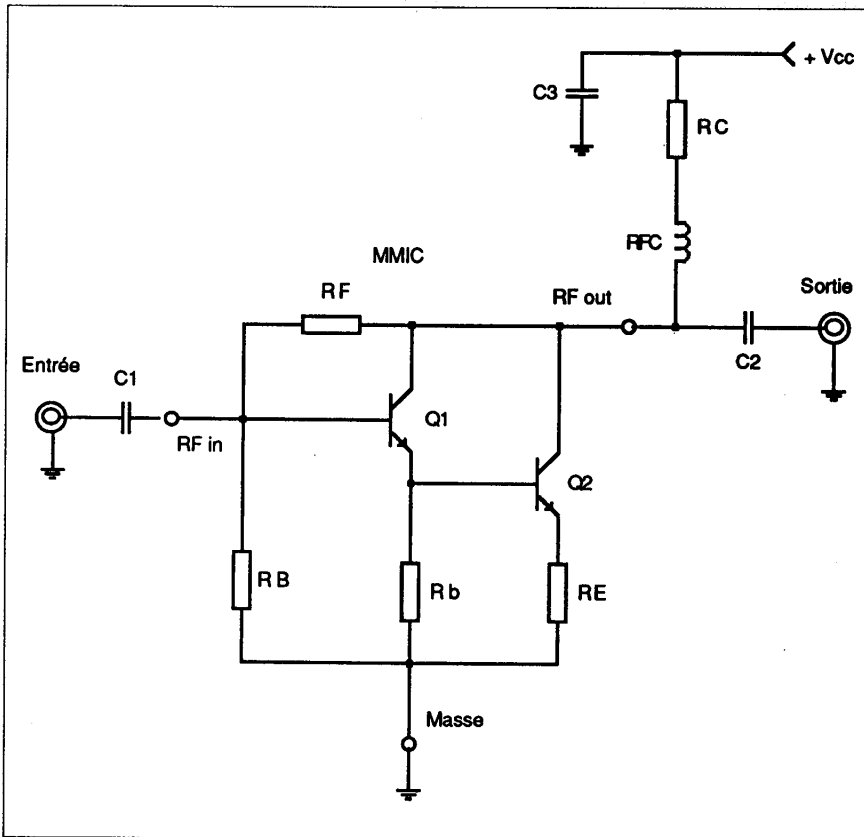 + Vcc
C3
RC
RFC
MMIC
RF
RF out
Sortie
C2
Entrée
C1
RF in
Q1
Q2
RB
Rb
RE
Masse